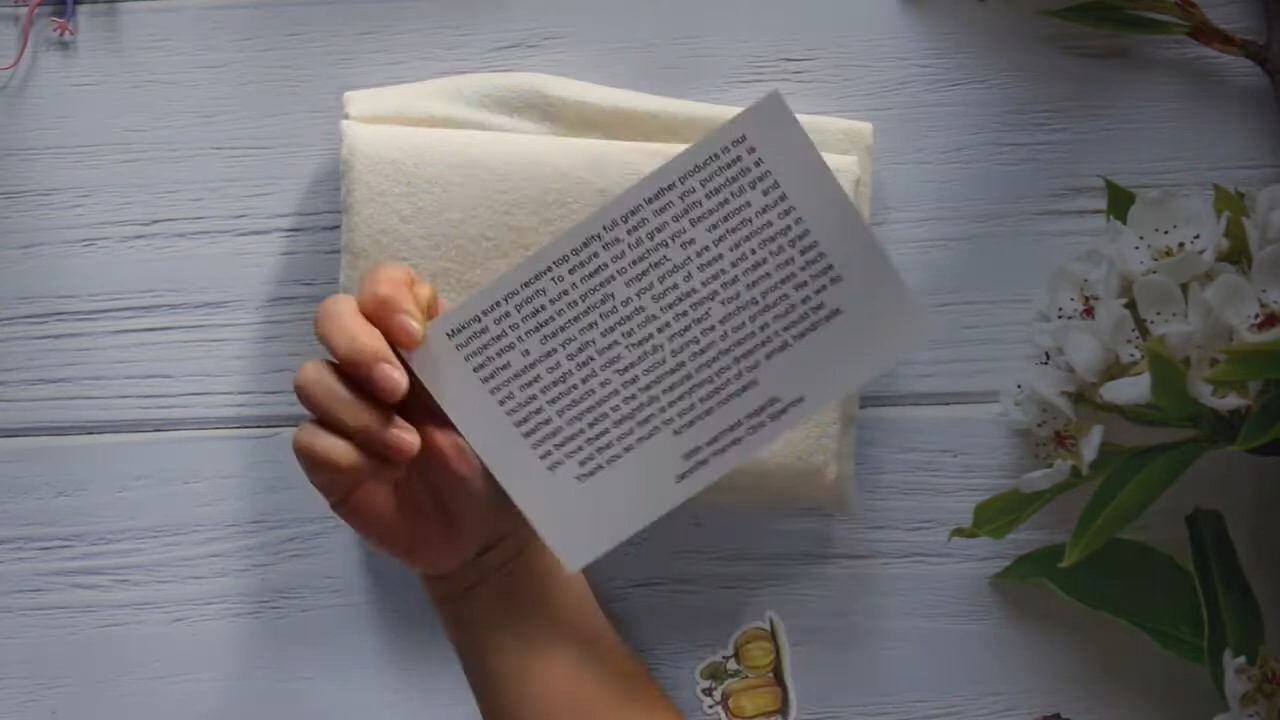 Making sure you receive top quality, full grain leather products is our
number one priority. To ensure this, each item you purchase is
inspected to make sure it meets our full grain quality standards at
each stop it makes in its process to reaching you. Because full grain
leather is characteristically imperfect, the variations and
inconsistencies you may find on your product are perfectly natural
and meet our quality standards. Some of these variations can
include straight dark lines, fat rolls, freckles, scars, and a change in
leather texture and color. These are the things that make full grain
leather products so "beautifully imperfect". Your items may also
contain impressions that occur during the stitching process which
we believe adds to the handmade charm of our products. We hope
you love these delightfully natural imperfections as much as we do
and that your item is everything you dreamed it would be.
Thank you so much for your support of our small, handmade,
American company.
With warmest regards,
Jennifer